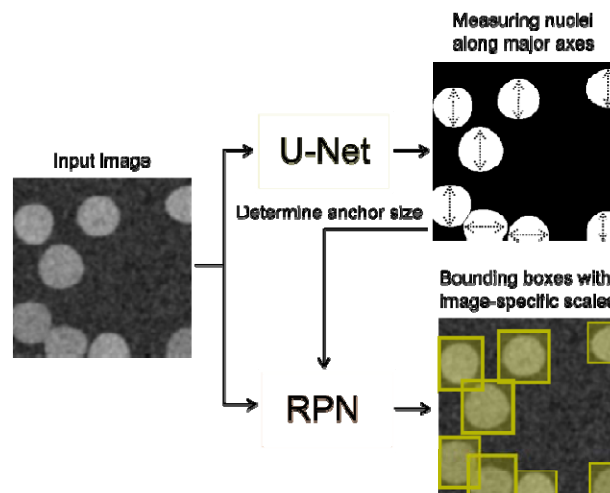 Measuring nuclei
along major axes
Input image
U-Net
Determine anchor size
Bounding boxes with
image-specific scales
RPN